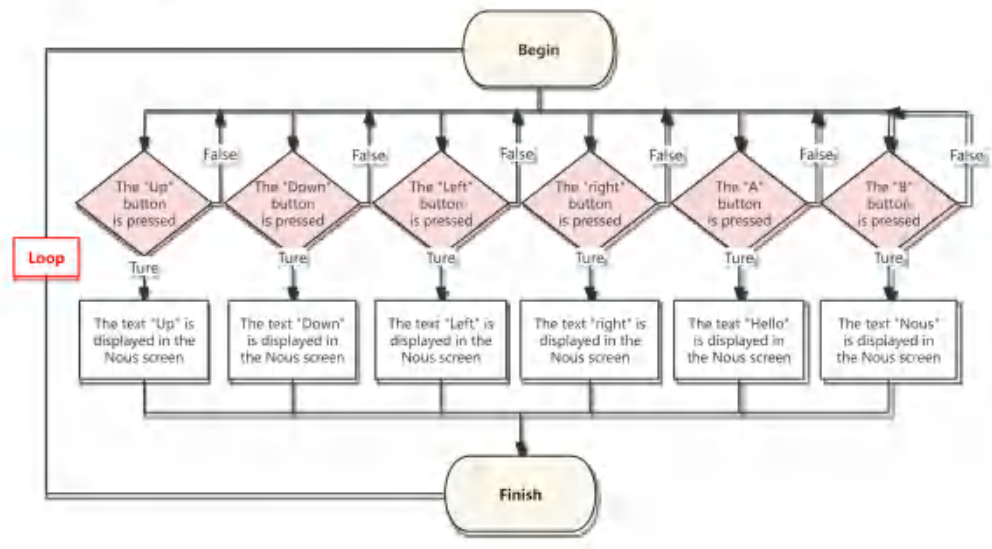 Begin
False
False
False
False
False
False
The "Up"
button
is pressed
The "Down"
button
is pressed
The "Left"
button
is pressed
The "right"
button
is pressed
The "A"
button
is pressed
The "B"
button
is pressed
Loop
Ture
Ture
Ture
Ture
Ture
Ture
The text "Up" is
displayed in the
Nous screen
The text "Down"
is displayed in
the Nous screen
The text "Left" is
displayed in the
Nous screen
The text "right" is
displayed in the
Nous screen
The text "Hello"
is displayed in
the Nous screen
The text "Nous"
is displayed in
the Nous screen
Finish